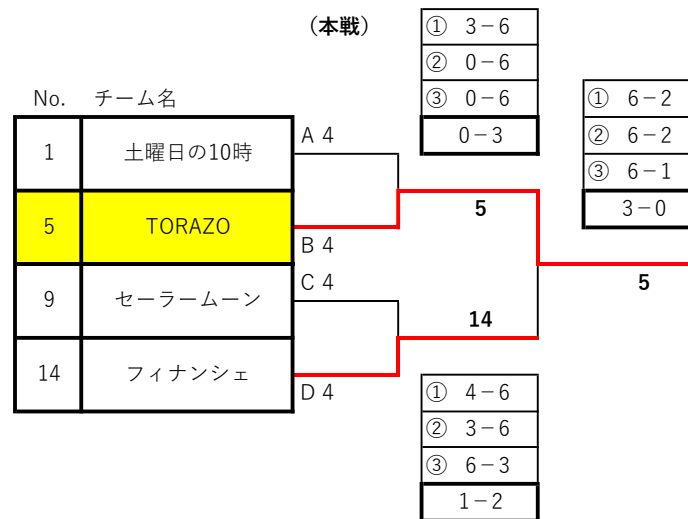 (本戦)
① 3−6
② 0−6
③ 0−6
0−3
① 6−2
② 6−2
③ 6−1
3−0
No. チーム名
1 土曜日の10時 A 4
5 TORAZO B 4
9 セーラームーン C 4
14 フィナンシェ D 4
5
14
5
① 4−6
② 3−6
③ 6−3
1−2